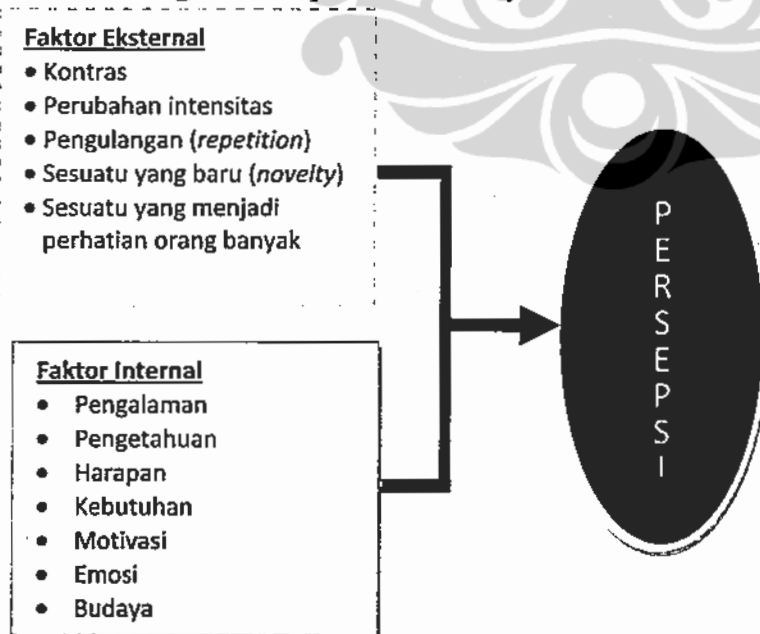 Faktor Eksternal
• Kontras
• Perubahan intensitas
• Pengulangan (repetition)
• Sesuatu yang baru (novelty)
• Sesuatu yang menjadi
perhatian orang banyak
Faktor Internal
• Pengalaman
• Pengetahuan
• Harapan
• Kebutuhan
• Motivasi
• Emosi
• Budaya
PERSEPSI